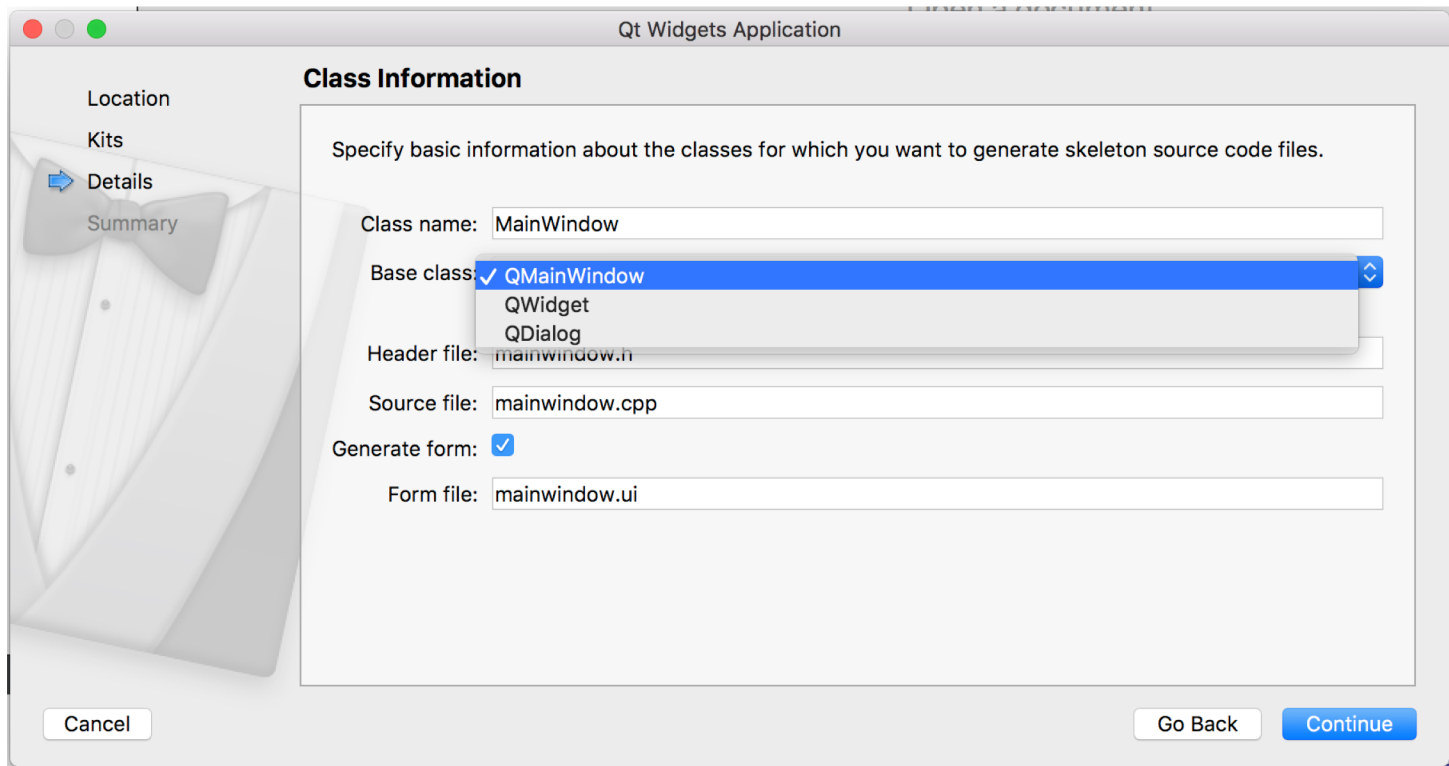 Qt Widgets Application
Location
Kits
Details
Summary
Class Information
Specify basic information about the classes for which you want to generate skeleton source code files.
Class name: MainWindow
Base class: QMainWindow
QWidget
QDialog
Header file: mainwindow.h
Source file: mainwindow.cpp
Generate form:
Form file: mainwindow.ui
Cancel
Go Back
Continue